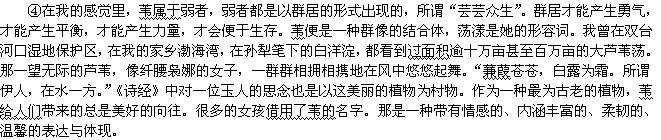 ④在我的感觉里，苇属于弱者，弱者都是以群居的形式出现的，所谓“芸芸众生”。群居才能产生勇气，
才能产生平衡，才能产生力量，才会便于生存。苇便是一种群像的结合体，荡漾是她的形容词。我曾在双台
河口湿地保护区，在我的家乡渤海湾，在孙犁笔下的白洋淀，都看到过面积逾十万亩甚至百万亩的大芦苇荡。
那一望无际的芦苇，像纤腰袅娜的女子，一群群相拥相携地在风中悠悠起舞。“蒹葭苍苍，白露为霜。所谓
伊人，在水一方。”《诗经》中对一位玉人的思念也是以这美丽的植物为村物。作为一种最为古老的植物，苇
给人们带来的总是美好的向往。很多的女孩借用了苇的名字。那是一种带有情感的、内涵丰富的、柔韧的、
温馨的表达与体现。